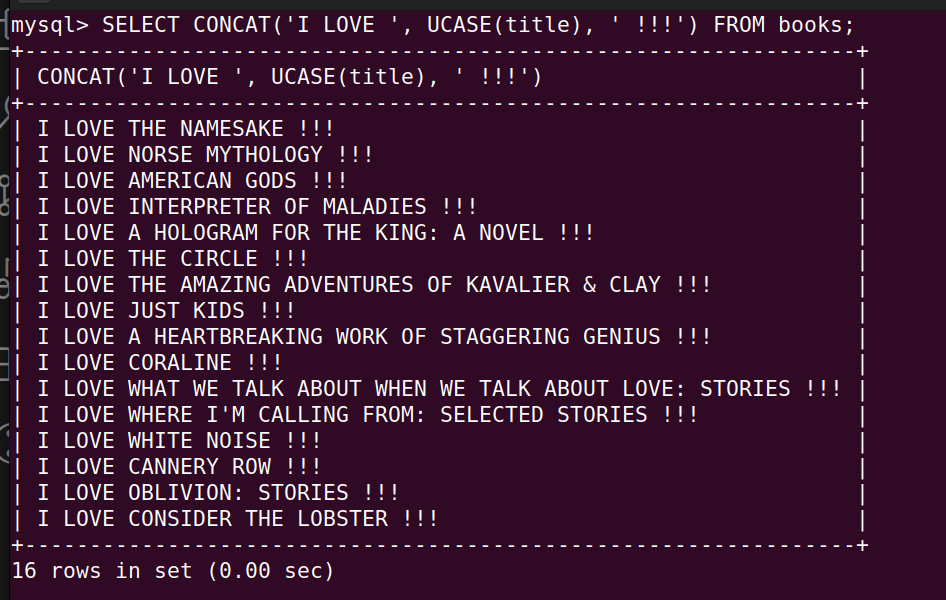 mysql> SELECT CONCAT('I LOVE ', UCASE(title), ' !!!') FROM books;
+----------------------------------------------------------------+
| CONCAT('I LOVE ', UCASE(title), ' !!!')                        |
+----------------------------------------------------------------+
| I LOVE THE NAMESAKE !!!                                        |
| I LOVE NORSE MYTHOLOGY !!!                                     |
| I LOVE AMERICAN GODS !!!                                       |
| I LOVE INTERPRETER OF MALADIES !!!                             |
| I LOVE A HOLOGRAM FOR THE KING: A NOVEL !!!                    |
| I LOVE THE CIRCLE !!!                                          |
| I LOVE THE AMAZING ADVENTURES OF KAVALIER & CLAY !!!           |
| I LOVE JUST KIDS !!!                                           |
| I LOVE A HEARTBREAKING WORK OF STAGGERING GENIUS !!!           |
| I LOVE CORALINE !!!                                            |
| I LOVE WHAT WE TALK ABOUT WHEN WE TALK ABOUT LOVE: STORIES !!! |
| I LOVE WHERE I'M CALLING FROM: SELECTED STORIES !!!            |
| I LOVE WHITE NOISE !!!                                         |
| I LOVE CANNERY ROW !!!                                         |
| I LOVE OBLIVION: STORIES !!!                                   |
| I LOVE CONSIDER THE LOBSTER !!!                                |
+----------------------------------------------------------------+
16 rows in set (0.00 sec)